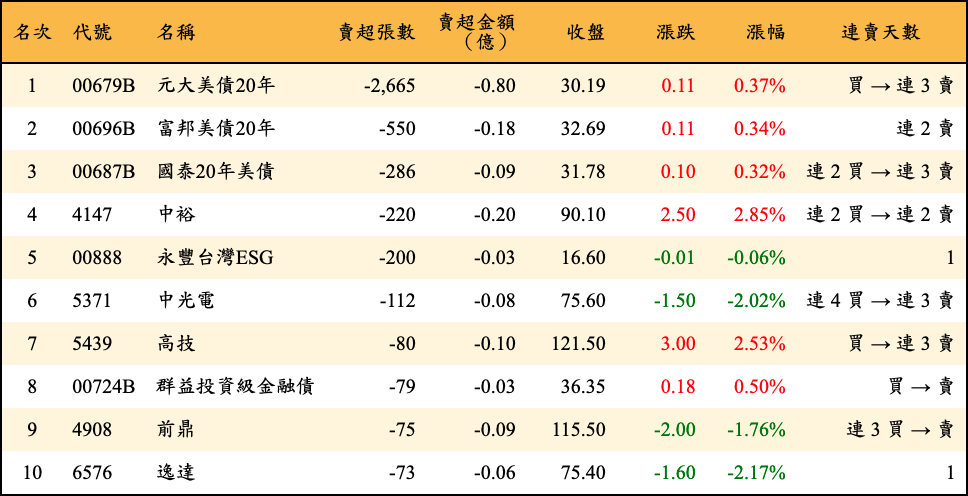 名次 代號 名稱 賣超張數 賣超金額（億） 收盤 漲跌 漲幅 連賣天數
1 00679B 元大美債20年 -2,665 -0.80 30.19 0.11 0.37% 買 → 連 3 賣
2 00696B 富邦美債20年 -550 -0.18 32.69 0.11 0.34% 連 2 賣
3 00687B 國泰20年美債 -286 -0.09 31.78 0.10 0.32% 連 2 買 → 連 3 賣
4 4147 中裕 -220 -0.20 90.10 2.50 2.85% 連 2 買 → 連 2 賣
5 00888 永豐台灣ESG -200 -0.03 16.60 -0.01 -0.06% 1
6 5371 中光電 -112 -0.08 75.60 -1.50 -2.02% 連 4 買 → 連 3 賣
7 5439 高技 -80 -0.10 121.50 3.00 2.53% 買 → 連 3 賣
8 00724B 群益投資級金融債 -79 -0.03 36.35 0.18 0.50% 買 → 賣
9 4908 前鼎 -75 -0.09 115.50 -2.00 -1.76% 連 3 買 → 賣
10 6576 逸達 -73 -0.06 75.40 -1.60 -2.17% 1